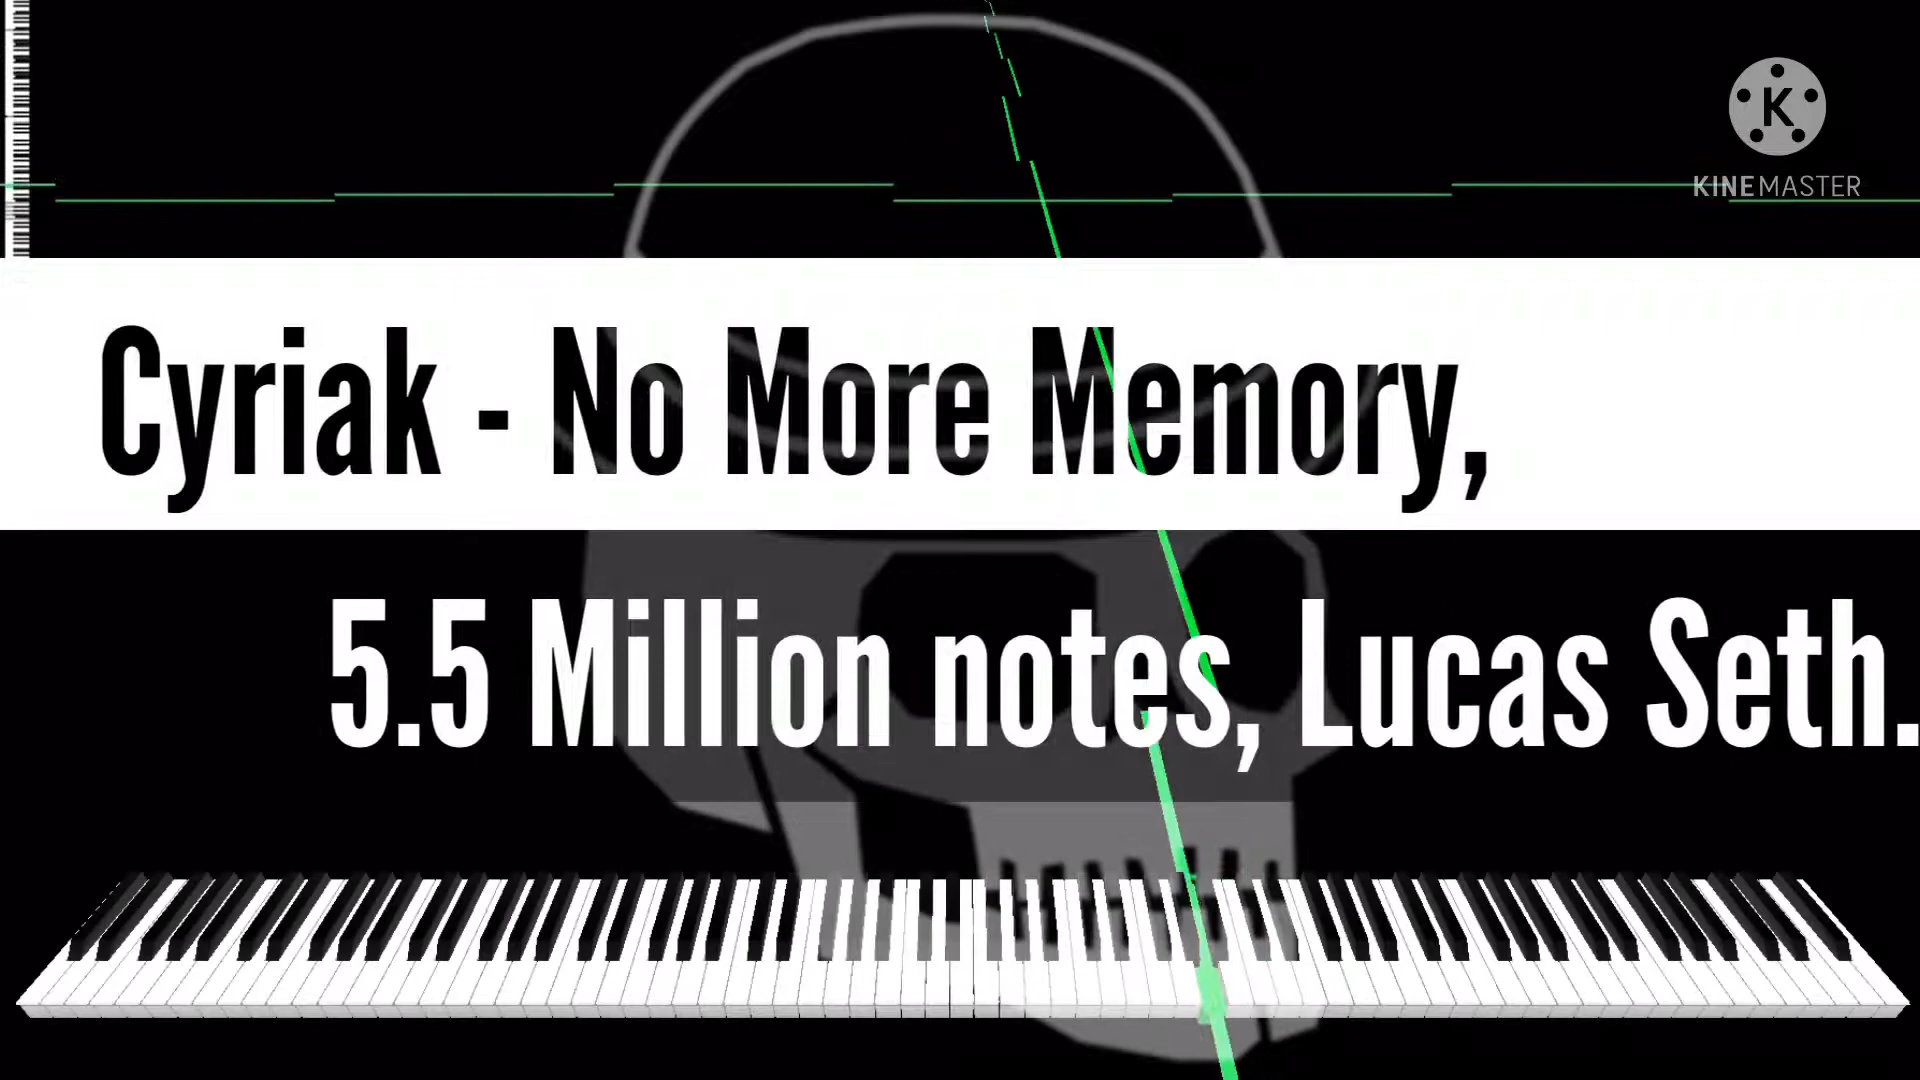 K
KINEMASTER
Cyriak - No More Memory,
5.5 Million notes, Lucas Seth.